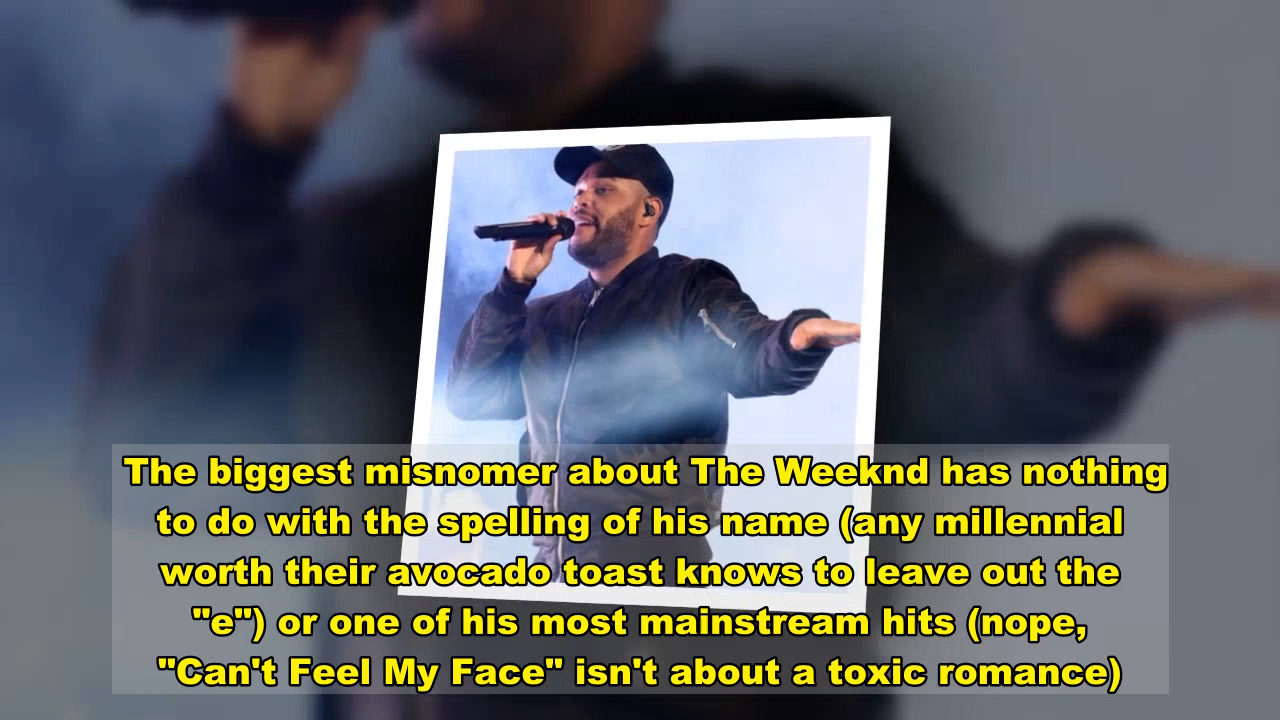 The biggest misnomer about The Weeknd has nothing
to do with the spelling of his name (any millennial
worth their avocado toast knows to leave out the
"e") or one of his most mainstream hits (nope,
"Can't Feel My Face" isn't about a toxic romance)